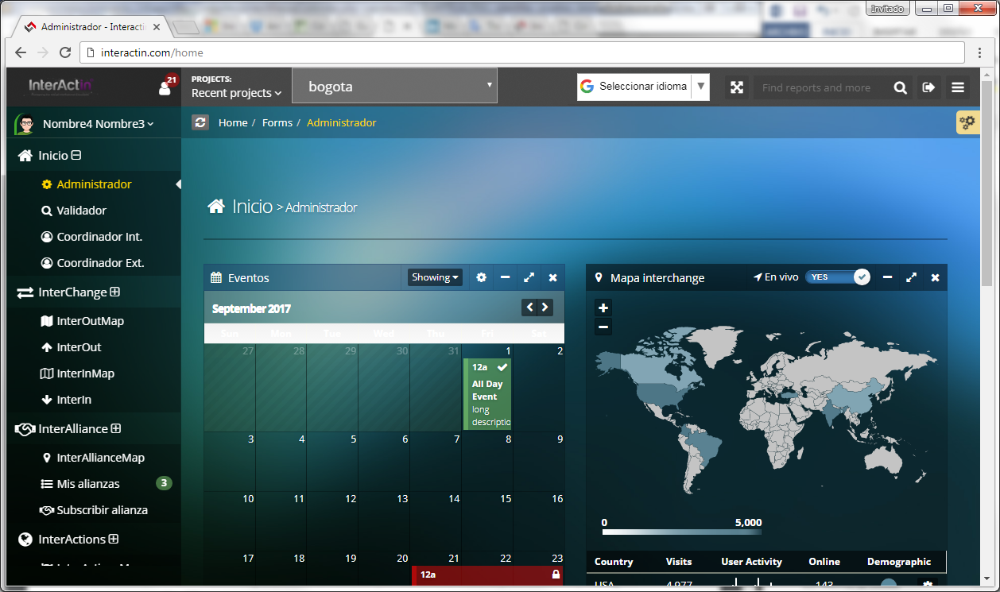 Invitado
Administrador - Interactin
interactin.com/home
InterActin
21
PROJECTS:
Recent projects
bogota
Seleccionar idioma
Find reports and more
Nombre4 Nombre3
Home / Forms / Administrador
Inicio
Administrador
Validador
Coordinador Int.
Coordinador Ext.
InterChange
InterOutMap
InterOut
InterInMap
InterIn
InterAlliance
InterAllianceMap
Mis alianzas 3
Subscribir alianza
InterActions
Inicio > Administrador
Eventos Showing
September 2017
Sun Mon Tue Wed Thu Fri Sat
27 28 29 30 31 1 2
12a
All Day
Event
long
descriptio
3 4 5 6 7 8 9
10 11 12 13 14 15 16
17 18 19 20 21 22 23
12a
Mapa interchange En vivo YES
0 5,000
Country Visits User Activity Online Demographic
USA 4,977 143